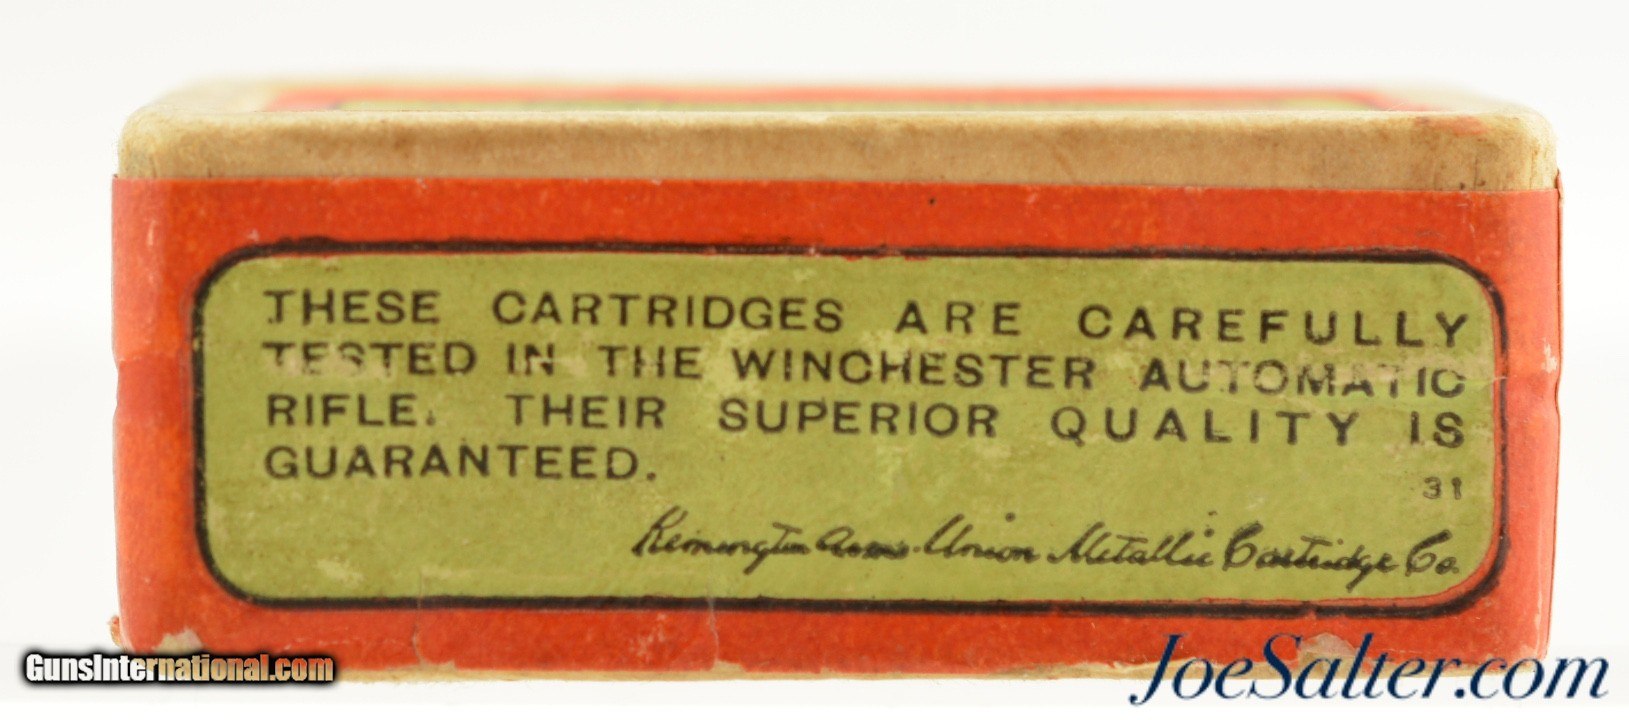 THESE CARTRIDGES ARE CAREFULLY
TESTED IN THE WINCHESTER AUTOMATIC
RIFLE. THEIR SUPERIOR QUALITY IS
GUARANTEED.
31
Remington Arms-Union Metallic Cartridge Co.
GunsInternational.com
JoeSalter.com